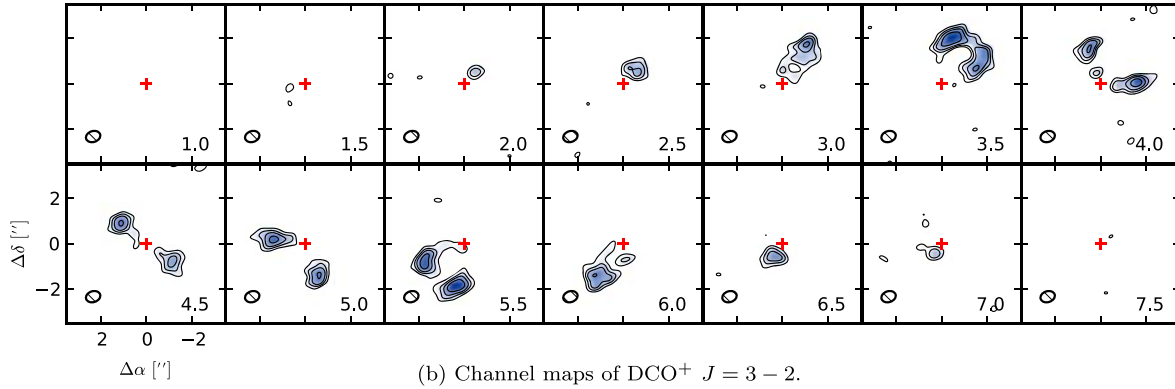 1.0 1.5 2.0 2.5 3.0 3.5 4.0
2
0
−2
Δδ ['']
4.5 5.0 5.5 6.0 6.5 7.0 7.5
2 0 −2
Δα ['']
(b) Channel maps of DCO⁺ J = 3 − 2.